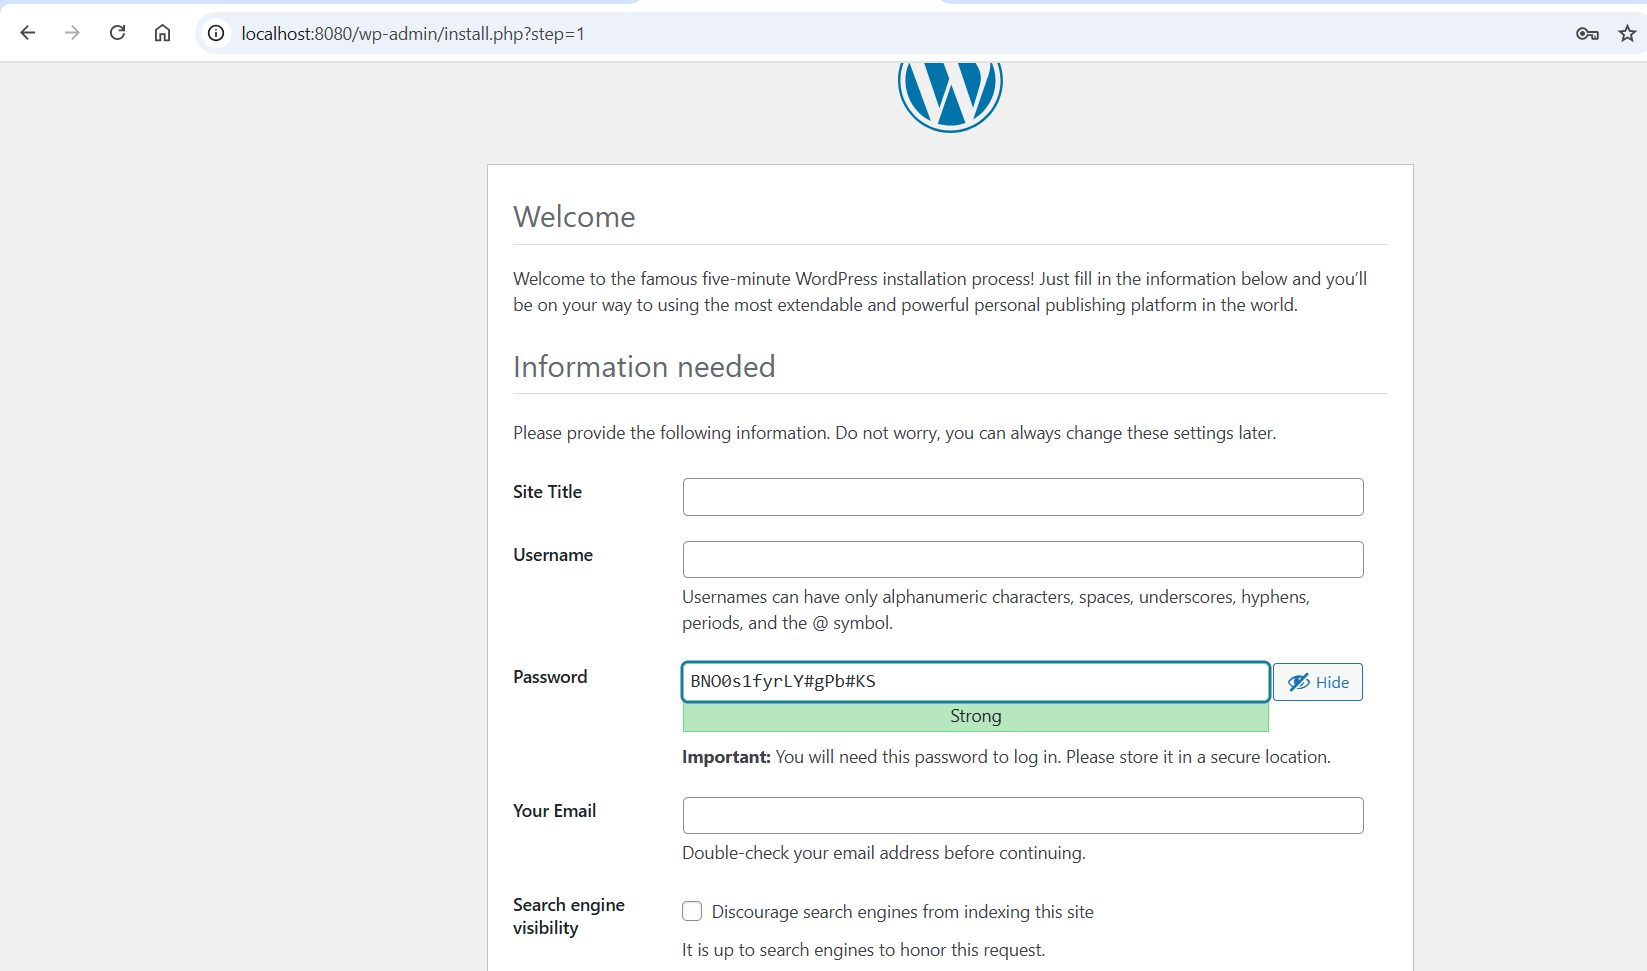 localhost:8080/wp-admin/install.php?step=1
Welcome
Welcome to the famous five-minute WordPress installation process! Just fill in the information below and you’ll
be on your way to using the most extendable and powerful personal publishing platform in the world.
Information needed
Please provide the following information. Do not worry, you can always change these settings later.
Site Title
Username
Usernames can have only alphanumeric characters, spaces, underscores, hyphens,
periods, and the @ symbol.
Password
BNO0s1fyrLY#gPb#KS
Hide
Strong
Important: You will need this password to log in. Please store it in a secure location.
Your Email
Double-check your email address before continuing.
Search engine
visibility
Discourage search engines from indexing this site
It is up to search engines to honor this request.